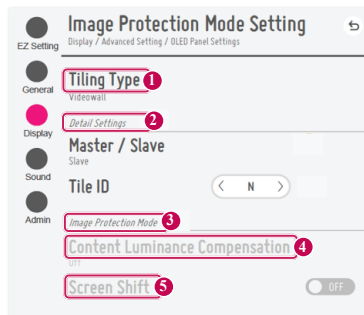 Image Protection Mode Setting
Display / Advanced Setting / OLED Panel Settings
EZ Setting
General
Display
Sound
Admin
Tiling Type 1
Videowall
Detail Settings 2
Master / Slave
Slave
Tile ID < N >
Image Protection Mode 3
Content Luminance Compensation 4
Off
Screen Shift 5 OFF